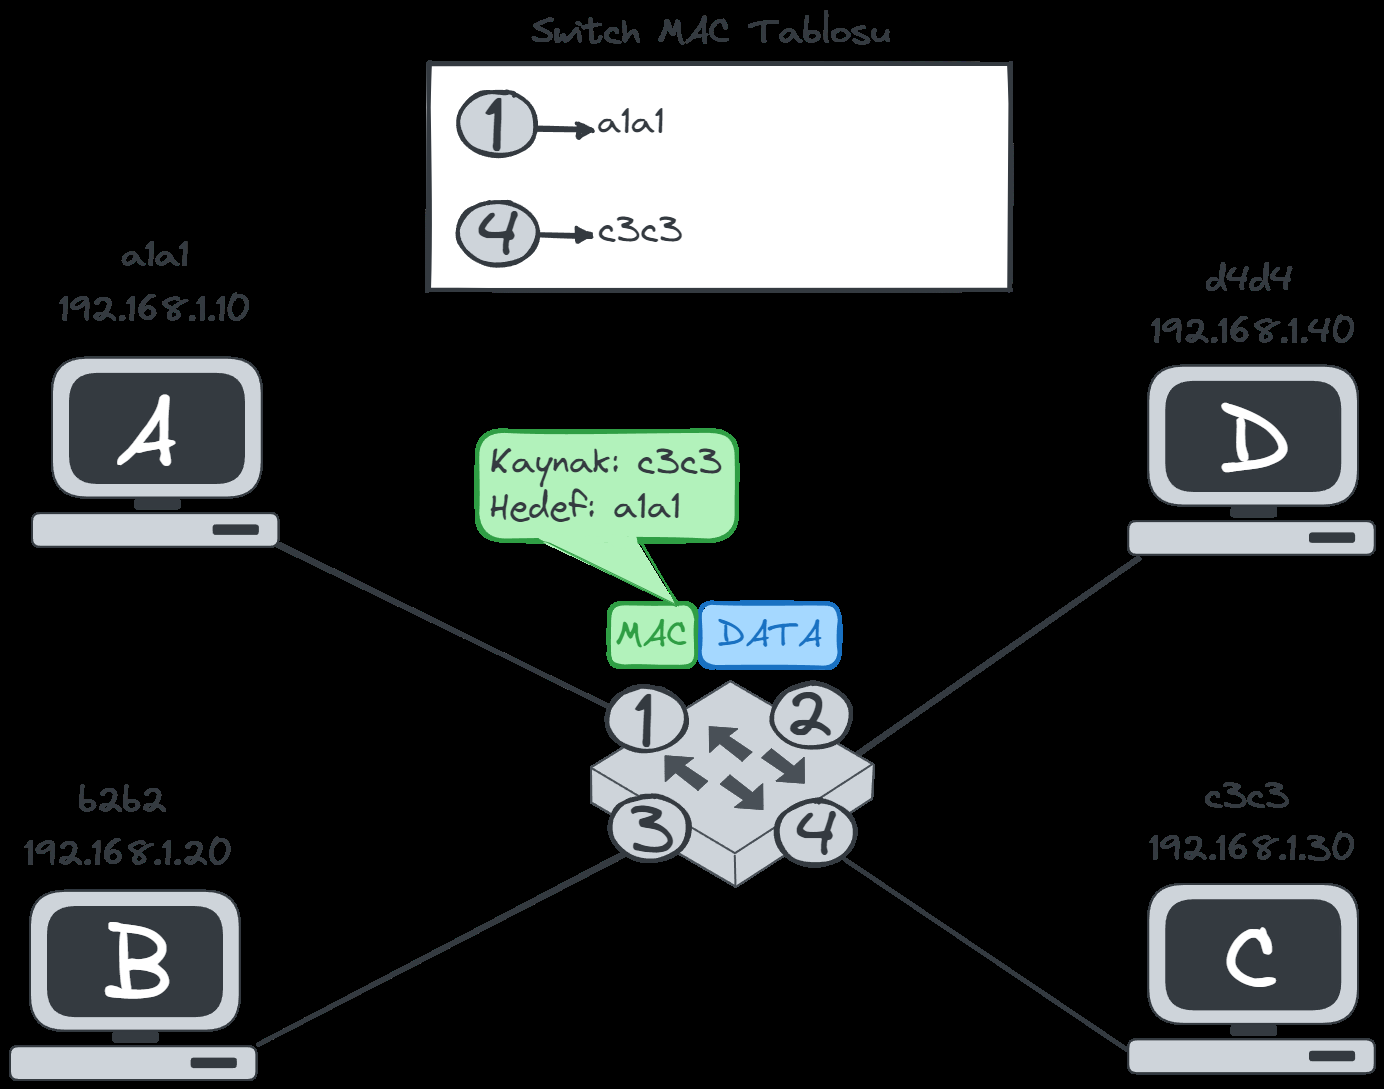 Switch MAC Tablosu
1 a1a1
4 c3c3
a1a1
192.168.1.10
A
d4d4
192.168.1.40
D
Kaynak: c3c3
Hedef: a1a1
MAC DATA
1 2
3 4
b2b2
192.168.1.20
B
c3c3
192.168.1.30
C